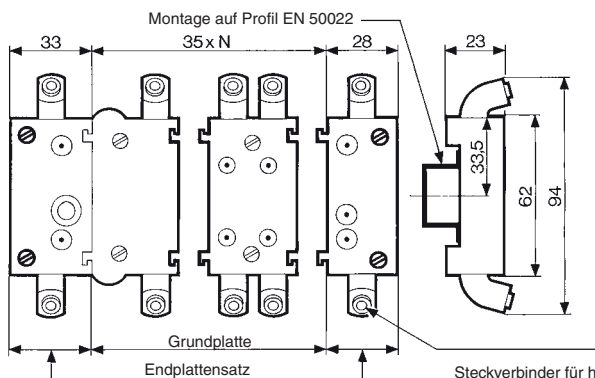 Montage auf Profil EN 50022
33
35 x N
28
23
33,5
62
94
Grundplatte
Endplattensatz
Steckverbinder für h